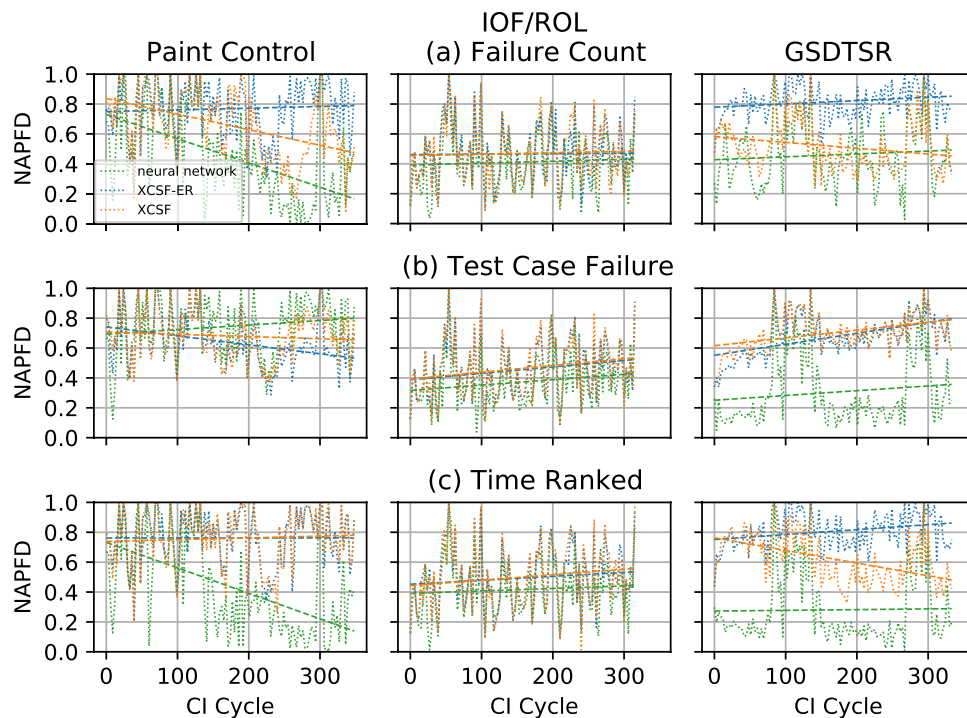 IOF/ROL
Paint Control
(a) Failure Count
GSDTSR
NAPFD
1.0
0.8
0.6
0.4
0.2
0.0
neural network
XCSF-ER
XCSF
(b) Test Case Failure
NAPFD
1.0
0.8
0.6
0.4
0.2
0.0
(c) Time Ranked
NAPFD
1.0
0.8
0.6
0.4
0.2
0.0
0 100 200 300
0 100 200 300
0 100 200 300
CI Cycle
CI Cycle
CI Cycle